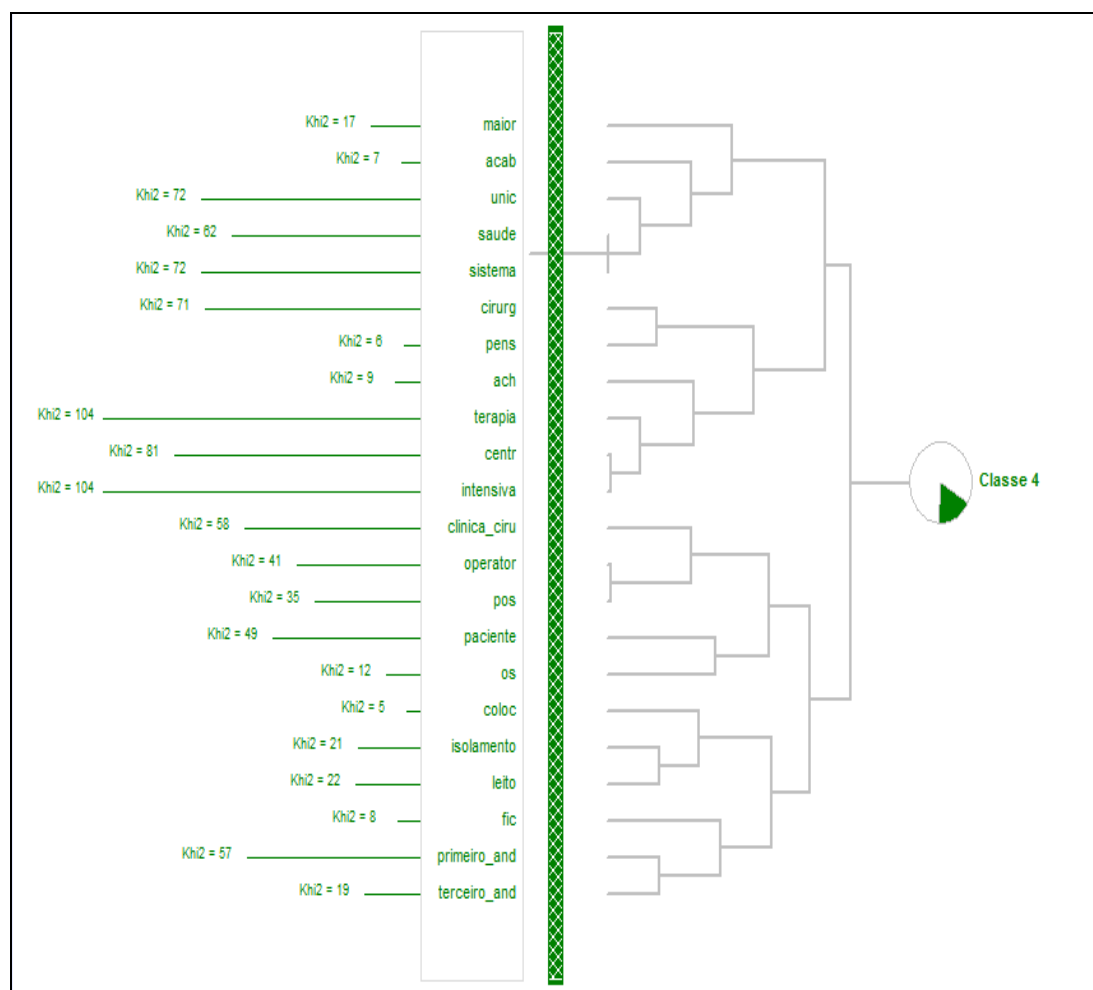 Khi2 = 17 maior
Khi2 = 7 acab
Khi2 = 72 unic
Khi2 = 62 saude
Khi2 = 72 sistema
Khi2 = 71 cirurg
Khi2 = 6 pens
Khi2 = 9 ach
Khi2 = 104 terapia
Khi2 = 81 centr
Khi2 = 104 intensiva
Classe 4
Khi2 = 58 clinica_ciru
Khi2 = 41 operator
Khi2 = 35 pos
Khi2 = 49 paciente
Khi2 = 12 os
Khi2 = 5 coloc
Khi2 = 21 isolamento
Khi2 = 22 leito
Khi2 = 8 fic
Khi2 = 57 primeiro_and
Khi2 = 19 terceiro_and